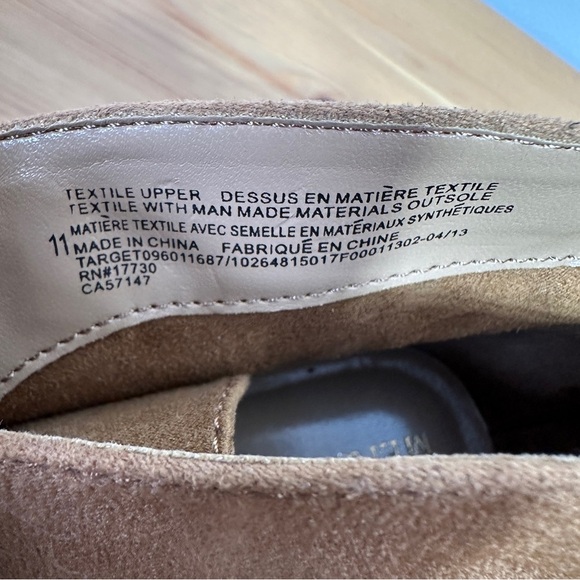 TEXTILE UPPER DESSUS EN MATIÈRE TEXTILE
TEXTILE WITH MAN MADE MATERIALS OUTSOLE
MATIÈRE TEXTILE AVEC SEMELLE EN MATÉRIAUX SYNTHÉTIQUES
11 MADE IN CHINA FABRIQUÉ EN CHINE
TARGET096011687/10264815017F00011302-04/13
RN#17730
CA57147